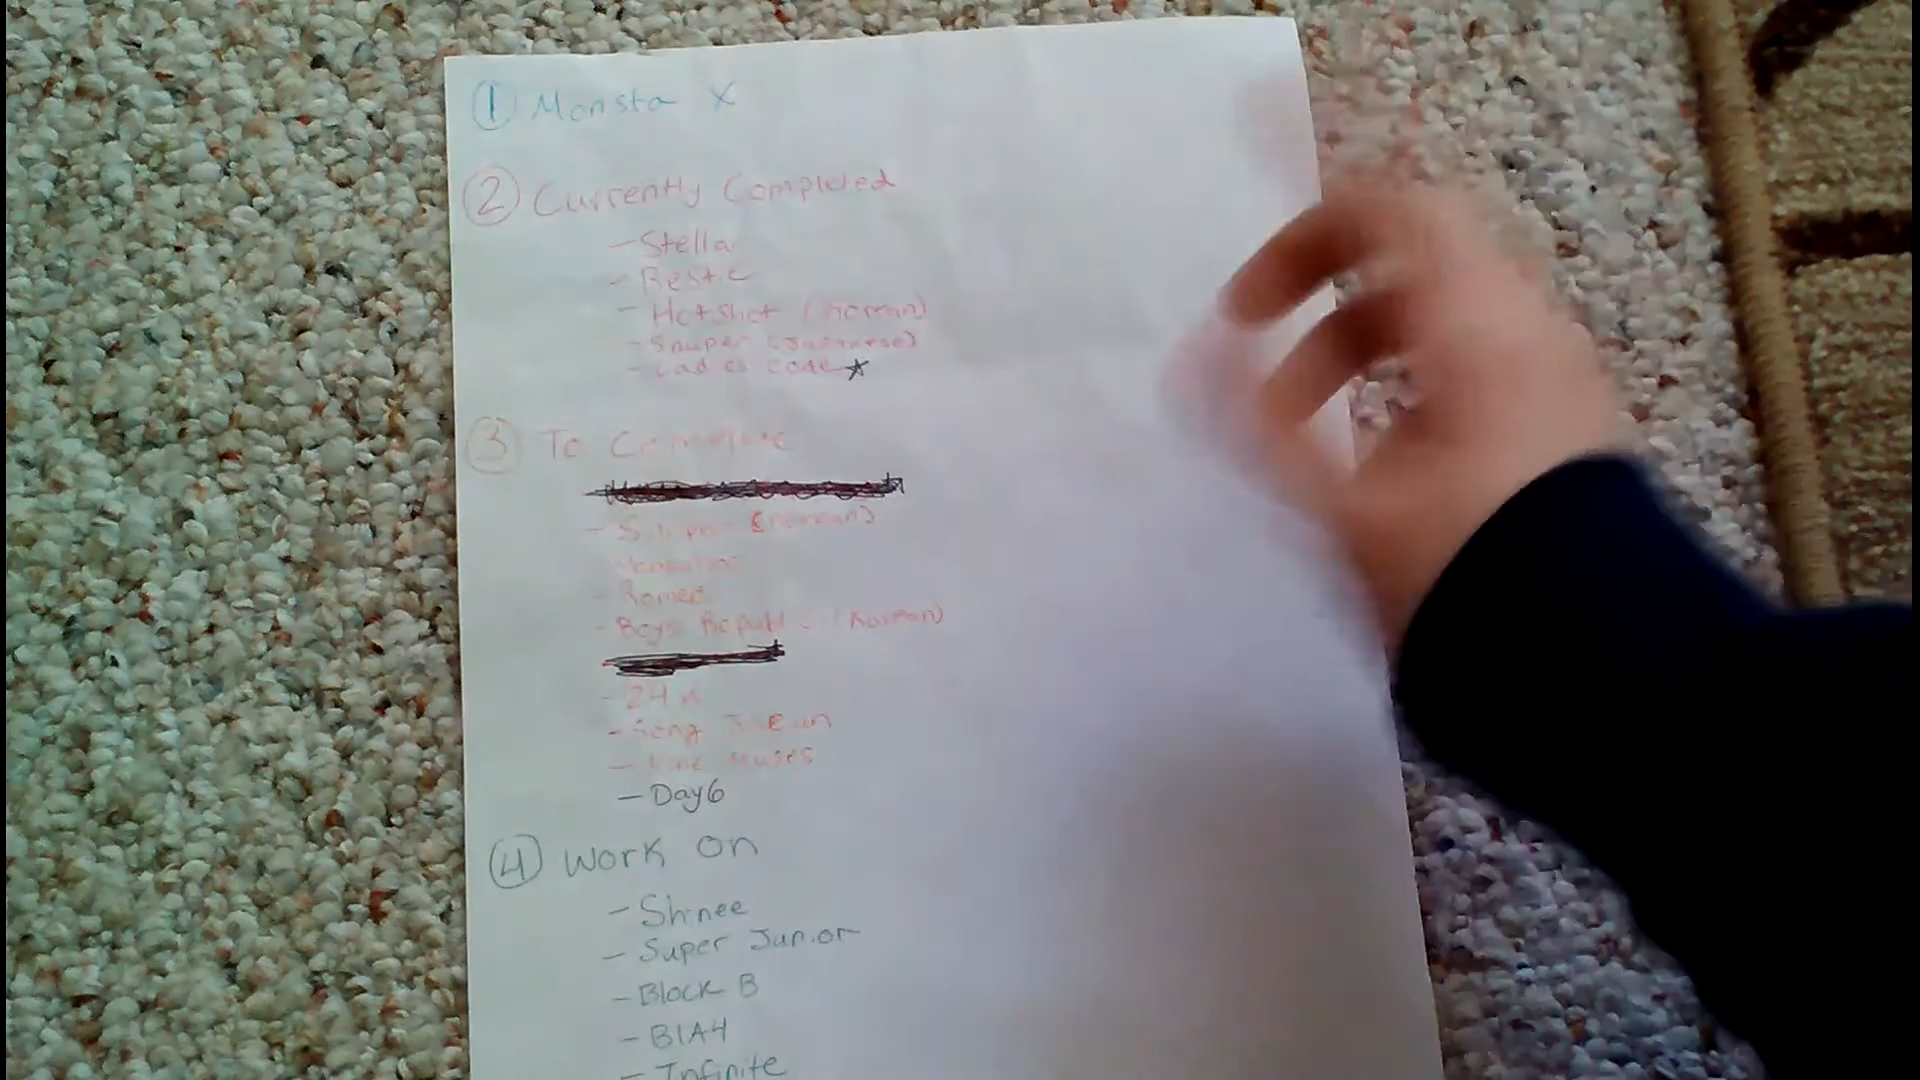 ① Monsta X
② Currently Completed
- Stellar
- Bestie
- Hotshot (Korean)
- Snuper (Japanese)
- Ladies code ☆
③ To Complete
- Snuper (Korean)
- Romeo
- Boys Republic (Korean)
- 24K
- Song Ji Eun
- Nine Muses
- Day6
④ Work On
- Shinee
- Super Junior
- Block B
- B1A4
- Infinite